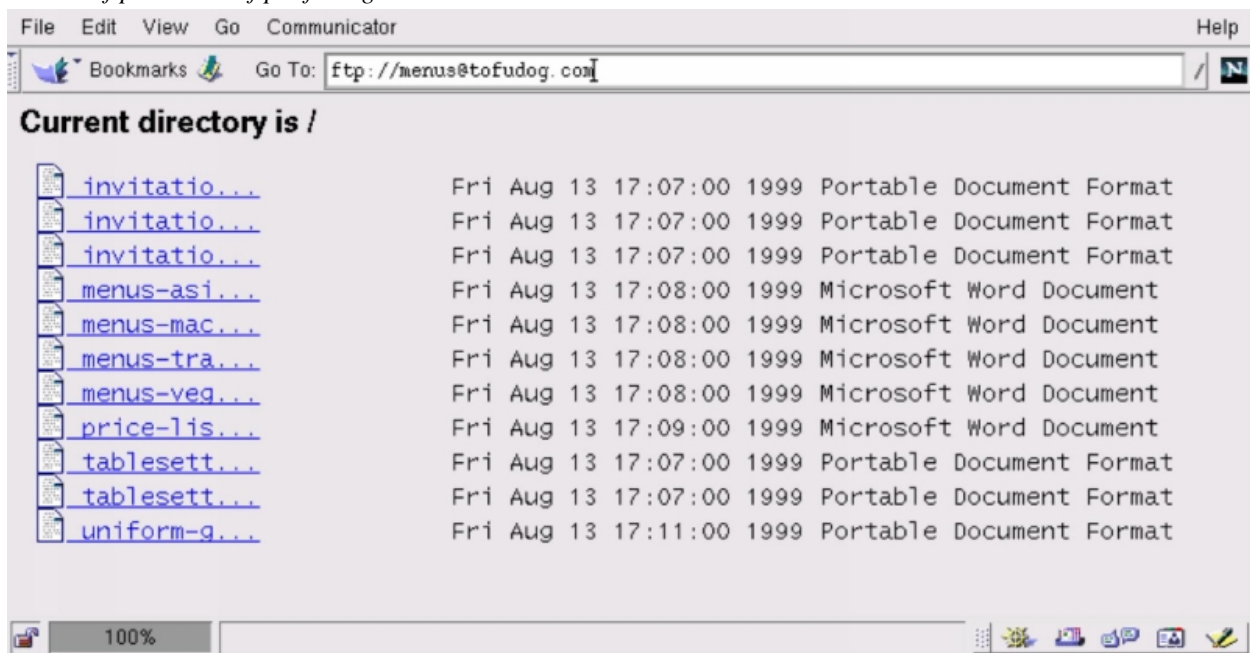 File Edit View Go Communicator Help
Bookmarks Go To: ftp://menus@tofudog.com / N
Current directory is /
invitatio... Fri Aug 13 17:07:00 1999 Portable Document Format
invitatio... Fri Aug 13 17:07:00 1999 Portable Document Format
invitatio... Fri Aug 13 17:07:00 1999 Portable Document Format
menus-asi... Fri Aug 13 17:08:00 1999 Microsoft Word Document
menus-mac... Fri Aug 13 17:08:00 1999 Microsoft Word Document
menus-tra... Fri Aug 13 17:08:00 1999 Microsoft Word Document
menus-veg... Fri Aug 13 17:08:00 1999 Microsoft Word Document
price-lis... Fri Aug 13 17:09:00 1999 Microsoft Word Document
tablesett... Fri Aug 13 17:07:00 1999 Portable Document Format
tablesett... Fri Aug 13 17:07:00 1999 Portable Document Format
uniform-g... Fri Aug 13 17:11:00 1999 Portable Document Format
100%